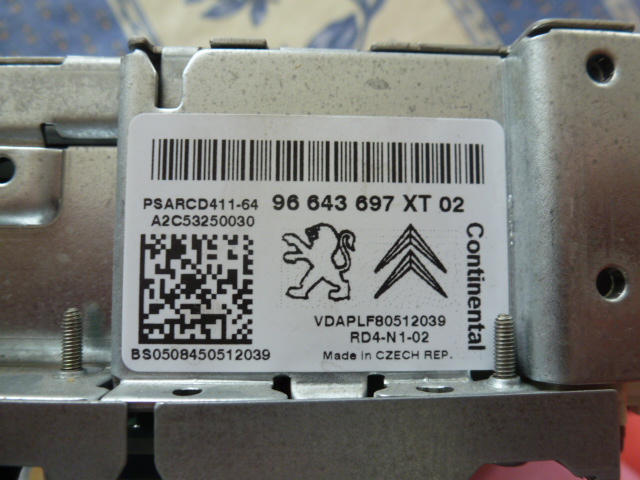 PSARCD411-64 96 643 697 XT 02
A2C53250030
Continental
VDAPLF80512039
RD4-N1-02
BS0508450512039
Made in CZECH REP.